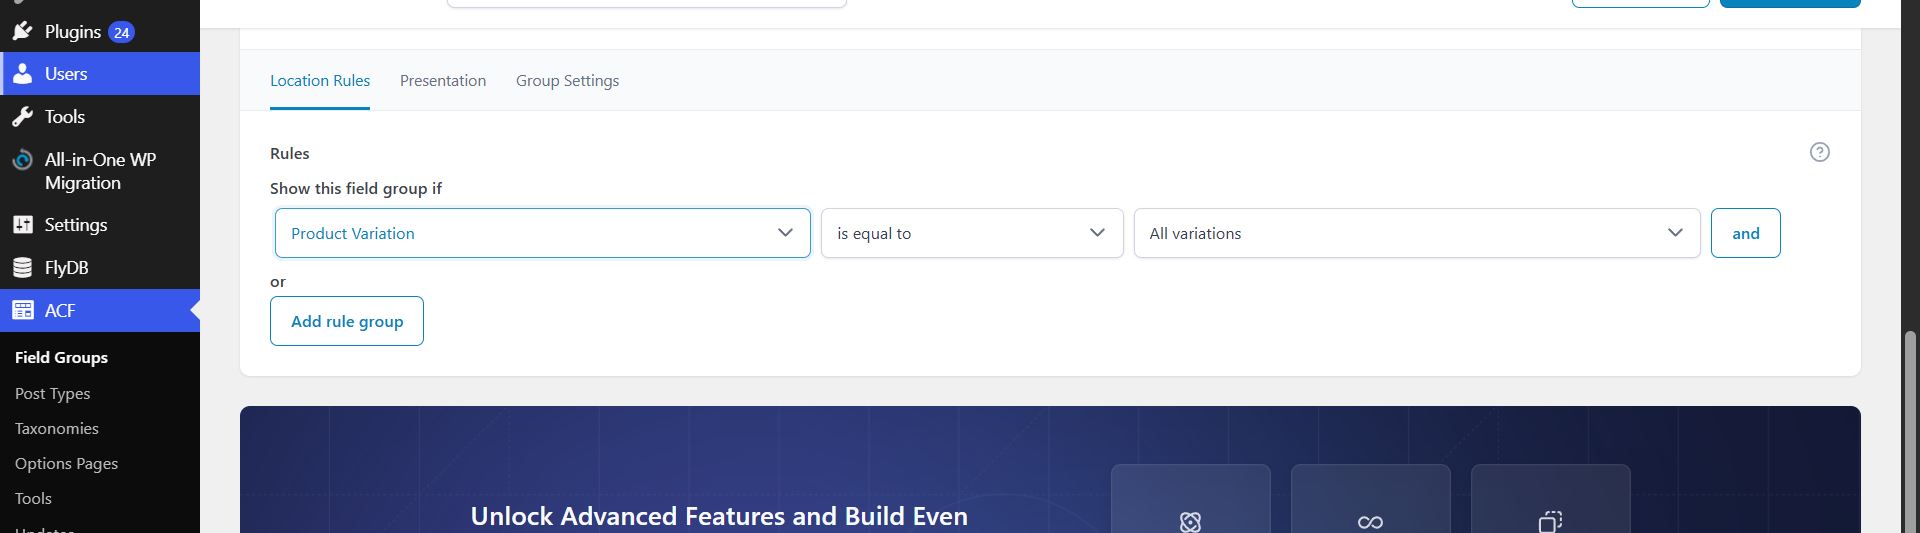 Plugins 24
Users
Tools
All-in-One WP
Migration
Settings
FlyDB
ACF
Field Groups
Post Types
Taxonomies
Options Pages
Tools
Updates
Location Rules Presentation Group Settings
Rules
Show this field group if
Product Variation is equal to All variations and
or
Add rule group
Unlock Advanced Features and Build Even